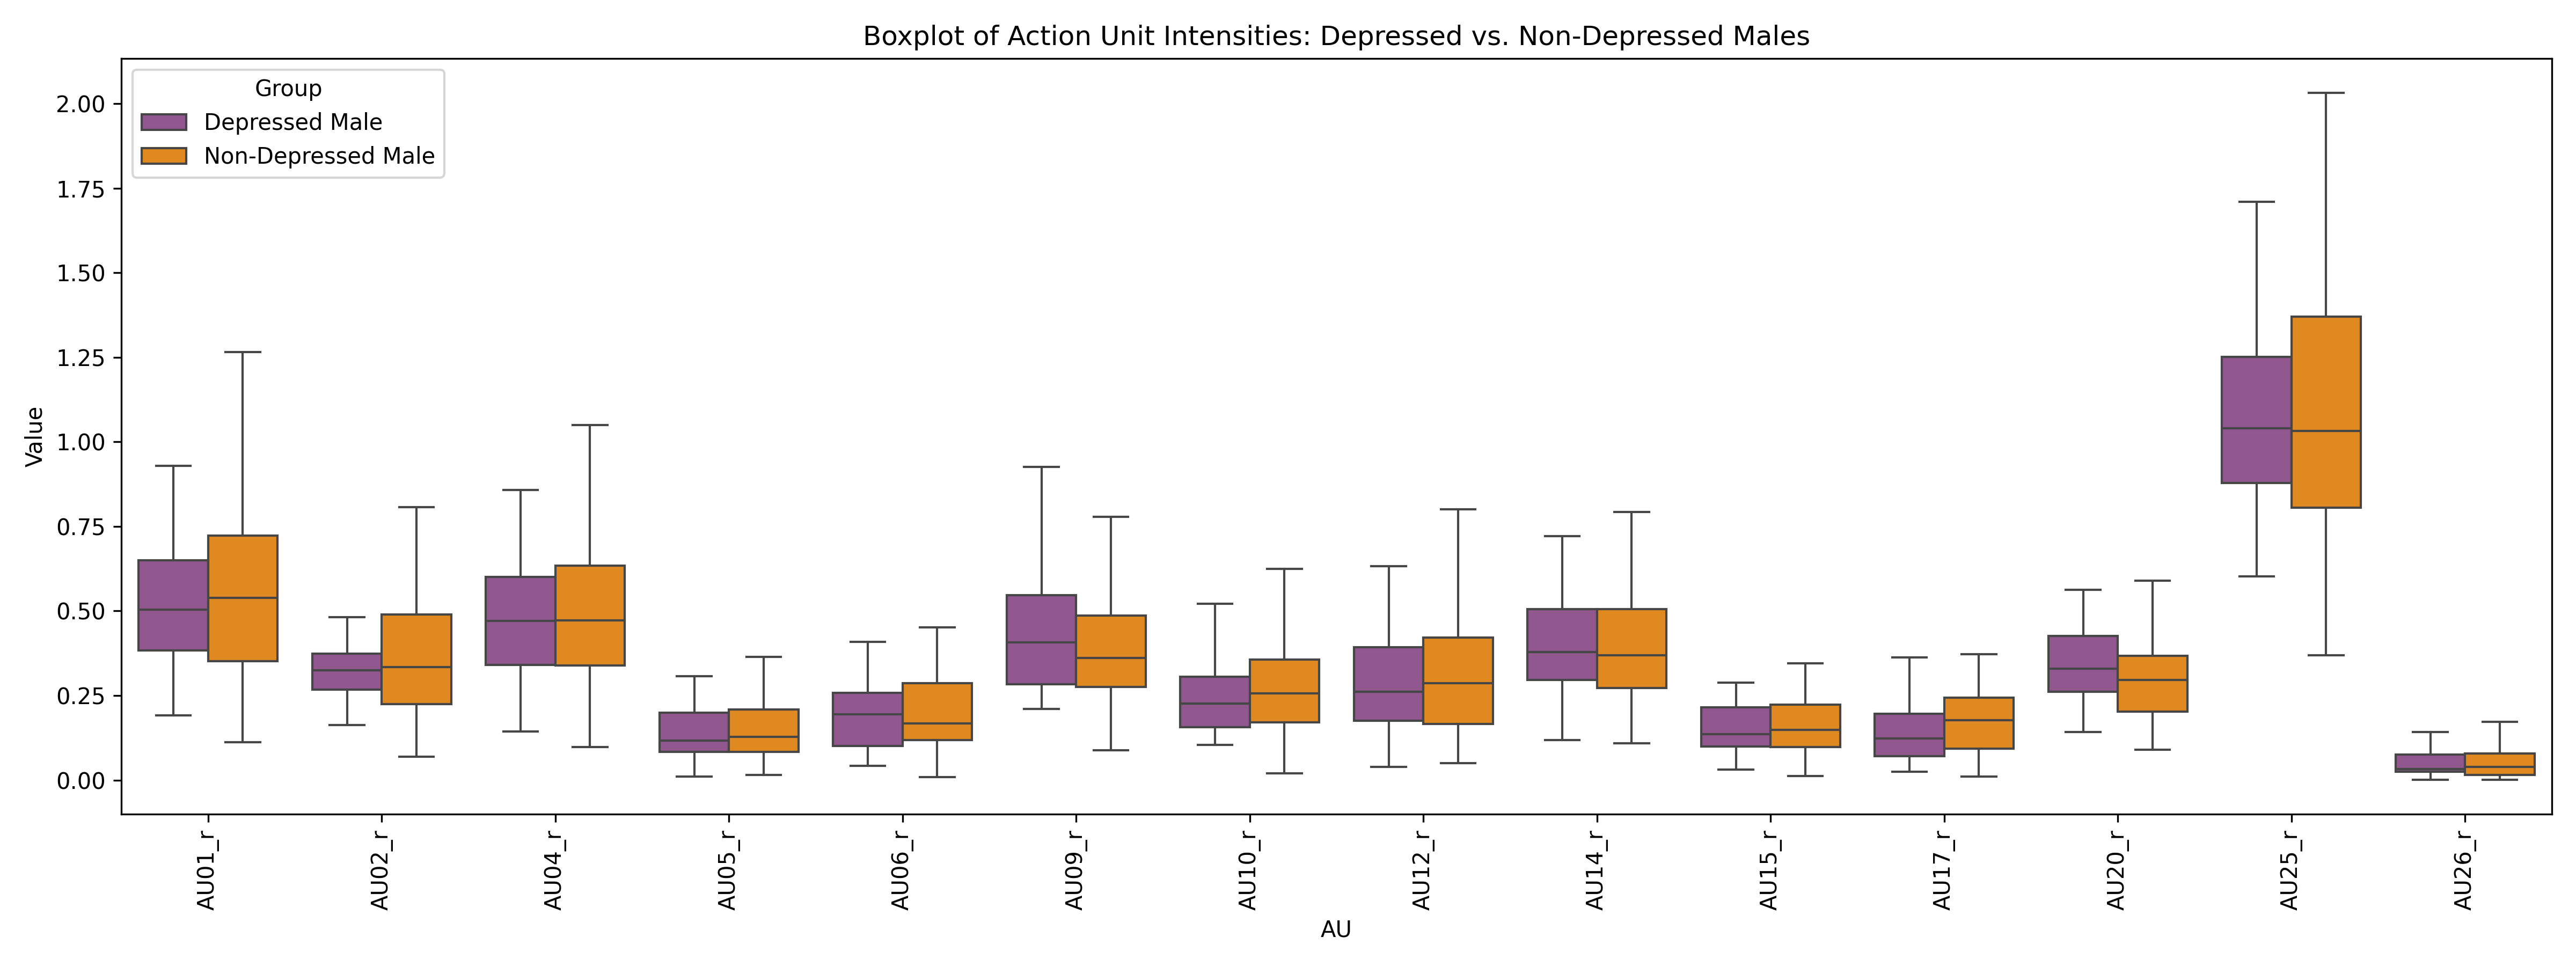 Boxplot of Action Unit Intensities: Depressed vs. Non-Depressed Males
Group
Depressed Male
Non-Depressed Male
Value
2.00
1.75
1.50
1.25
1.00
0.75
0.50
0.25
0.00
AU01_r
AU02_r
AU04_r
AU05_r
AU06_r
AU09_r
AU10_r
AU12_r
AU14_r
AU15_r
AU17_r
AU20_r
AU25_r
AU26_r
AU